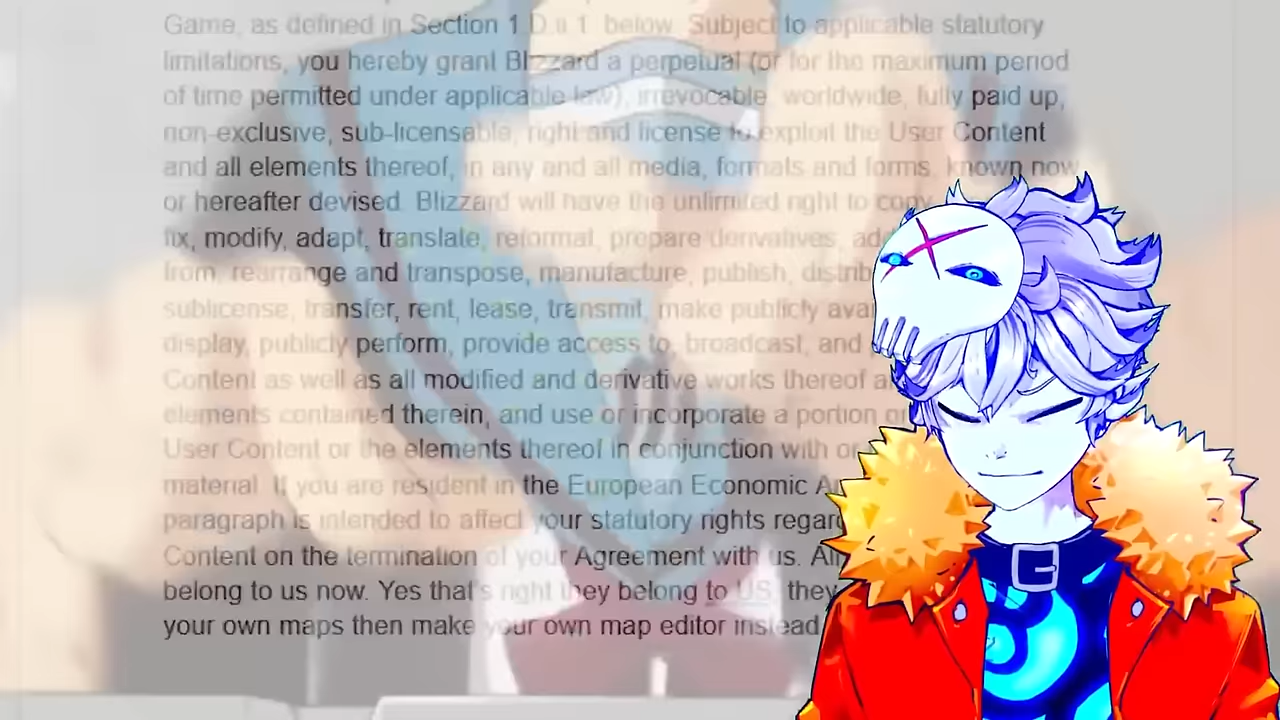 Game, as defined in Section 1.D.ii.1. below. Subject to applicable statutory
limitations, you hereby grant Blizzard a perpetual (or for the maximum period
of time permitted under applicable law), irrevocable, worldwide, fully paid up,
non-exclusive, sub-licensable, right and license to exploit the User Content
and all elements thereof, in any and all media, formats and forms, known now
or hereafter devised. Blizzard will have the unlimited right to copy,
fix, modify, adapt, translate, reformat, prepare derivatives,
from, rearrange and transpose, manufacture, publish,
sublicense, transfer, rent, lease, transmit, make publicly
display, publicly perform, provide access to, broadcast, and
Content as well as all modified and derivative works thereof
elements contained therein, and use or incorporate a portion
User Content or the elements thereof in conjunction with
material. If you are resident in the European Economic
paragraph is intended to affect your statutory rights
Content on the termination of your Agreement with us.
belong to us now. Yes that's right they belong to US, they
your own maps then make your own map editor instead